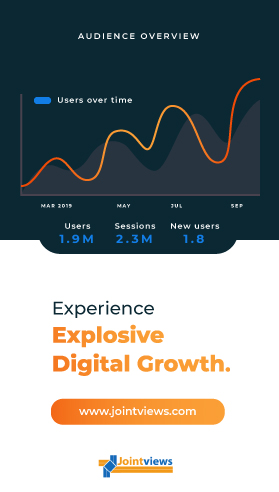 AUDIENCE OVERVIEW
Users over time
MAR 2019 MAY JUL SEP
Users Sessions New users
1.9M 2.3M 1.8
Experience
Explosive
Digital Growth.
www.jointviews.com
Jointviews